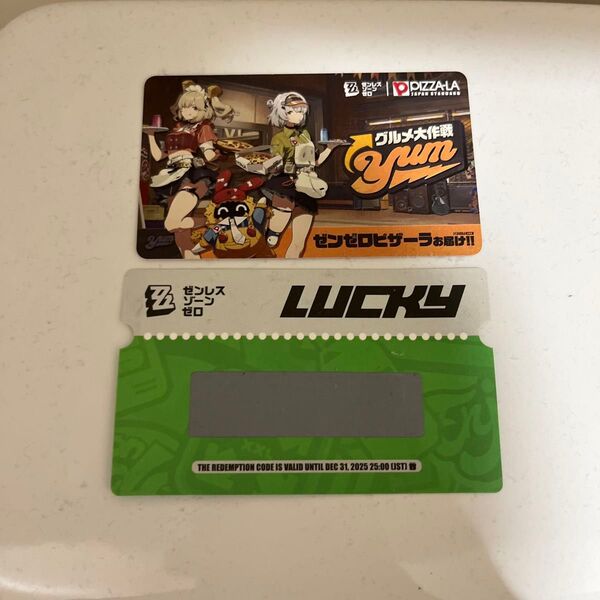 ゼンレス
ゾーン
ゼロ
PIZZA-LA
JAPAN STANDARD
グルメ大作戦
Yum
ゼンゼロピザーラお届け!!
ゼンレス
ゾーン
ゼロ
LUCKY
THE REDEMPTION CODE IS VALID UNTIL DEC 31, 2025 25:00 (JST)